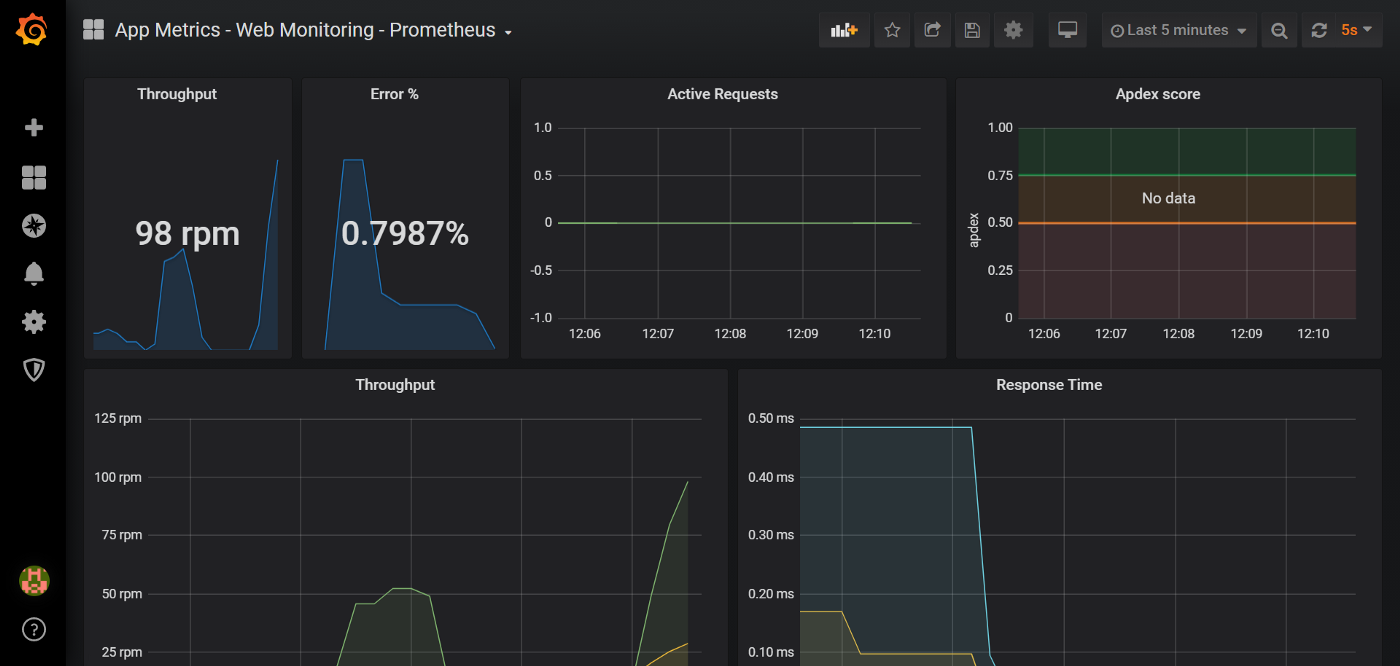 App Metrics - Web Monitoring - Prometheus
Last 5 minutes
5s
Throughput
98 rpm
Error %
0.7987%
Active Requests
1.0
0.5
0
-0.5
-1.0
12:06 12:07 12:08 12:09 12:10
Apdex score
apdex
1.00
0.75
0.50
0.25
0
No data
12:06 12:07 12:08 12:09 12:10
Throughput
125 rpm
100 rpm
75 rpm
50 rpm
25 rpm
Response Time
0.50 ms
0.40 ms
0.30 ms
0.20 ms
0.10 ms
?